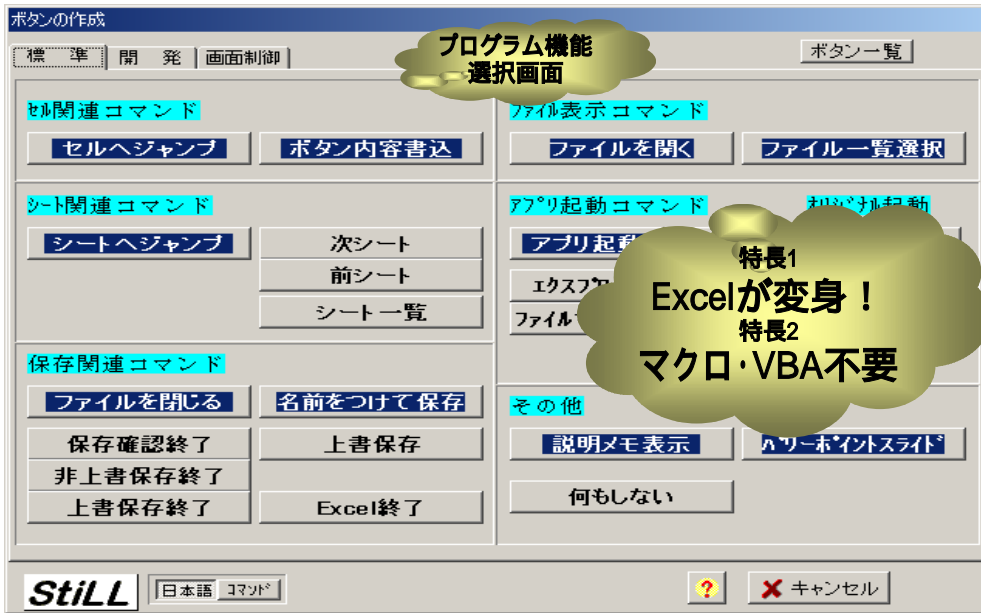 ボタンの作成
標 準
開 発
画面制御
プログラム機能
選択画面
ボタン一覧
セル関連コマンド
セルへジャンプ
ボタン内容書込
シート関連コマンド
シートへジャンプ
次シート
前シート
シート一覧
保存関連コマンド
ファイルを閉じる
名前をつけて保存
保存確認終了
上書保存
非上書保存終了
上書保存終了
Excel終了
ファイル表示コマンド
ファイルを開く
ファイル一覧選択
アプリ起動コマンド
オリジナル起動
アプリ起
エクスプロ
ファイル
特長1
Excelが変身!
特長2
マクロ・VBA不要
その他
説明メモ表示
パワーポイントスライド
何もしない
StiLL
日本語
コマンド
?
キャンセル